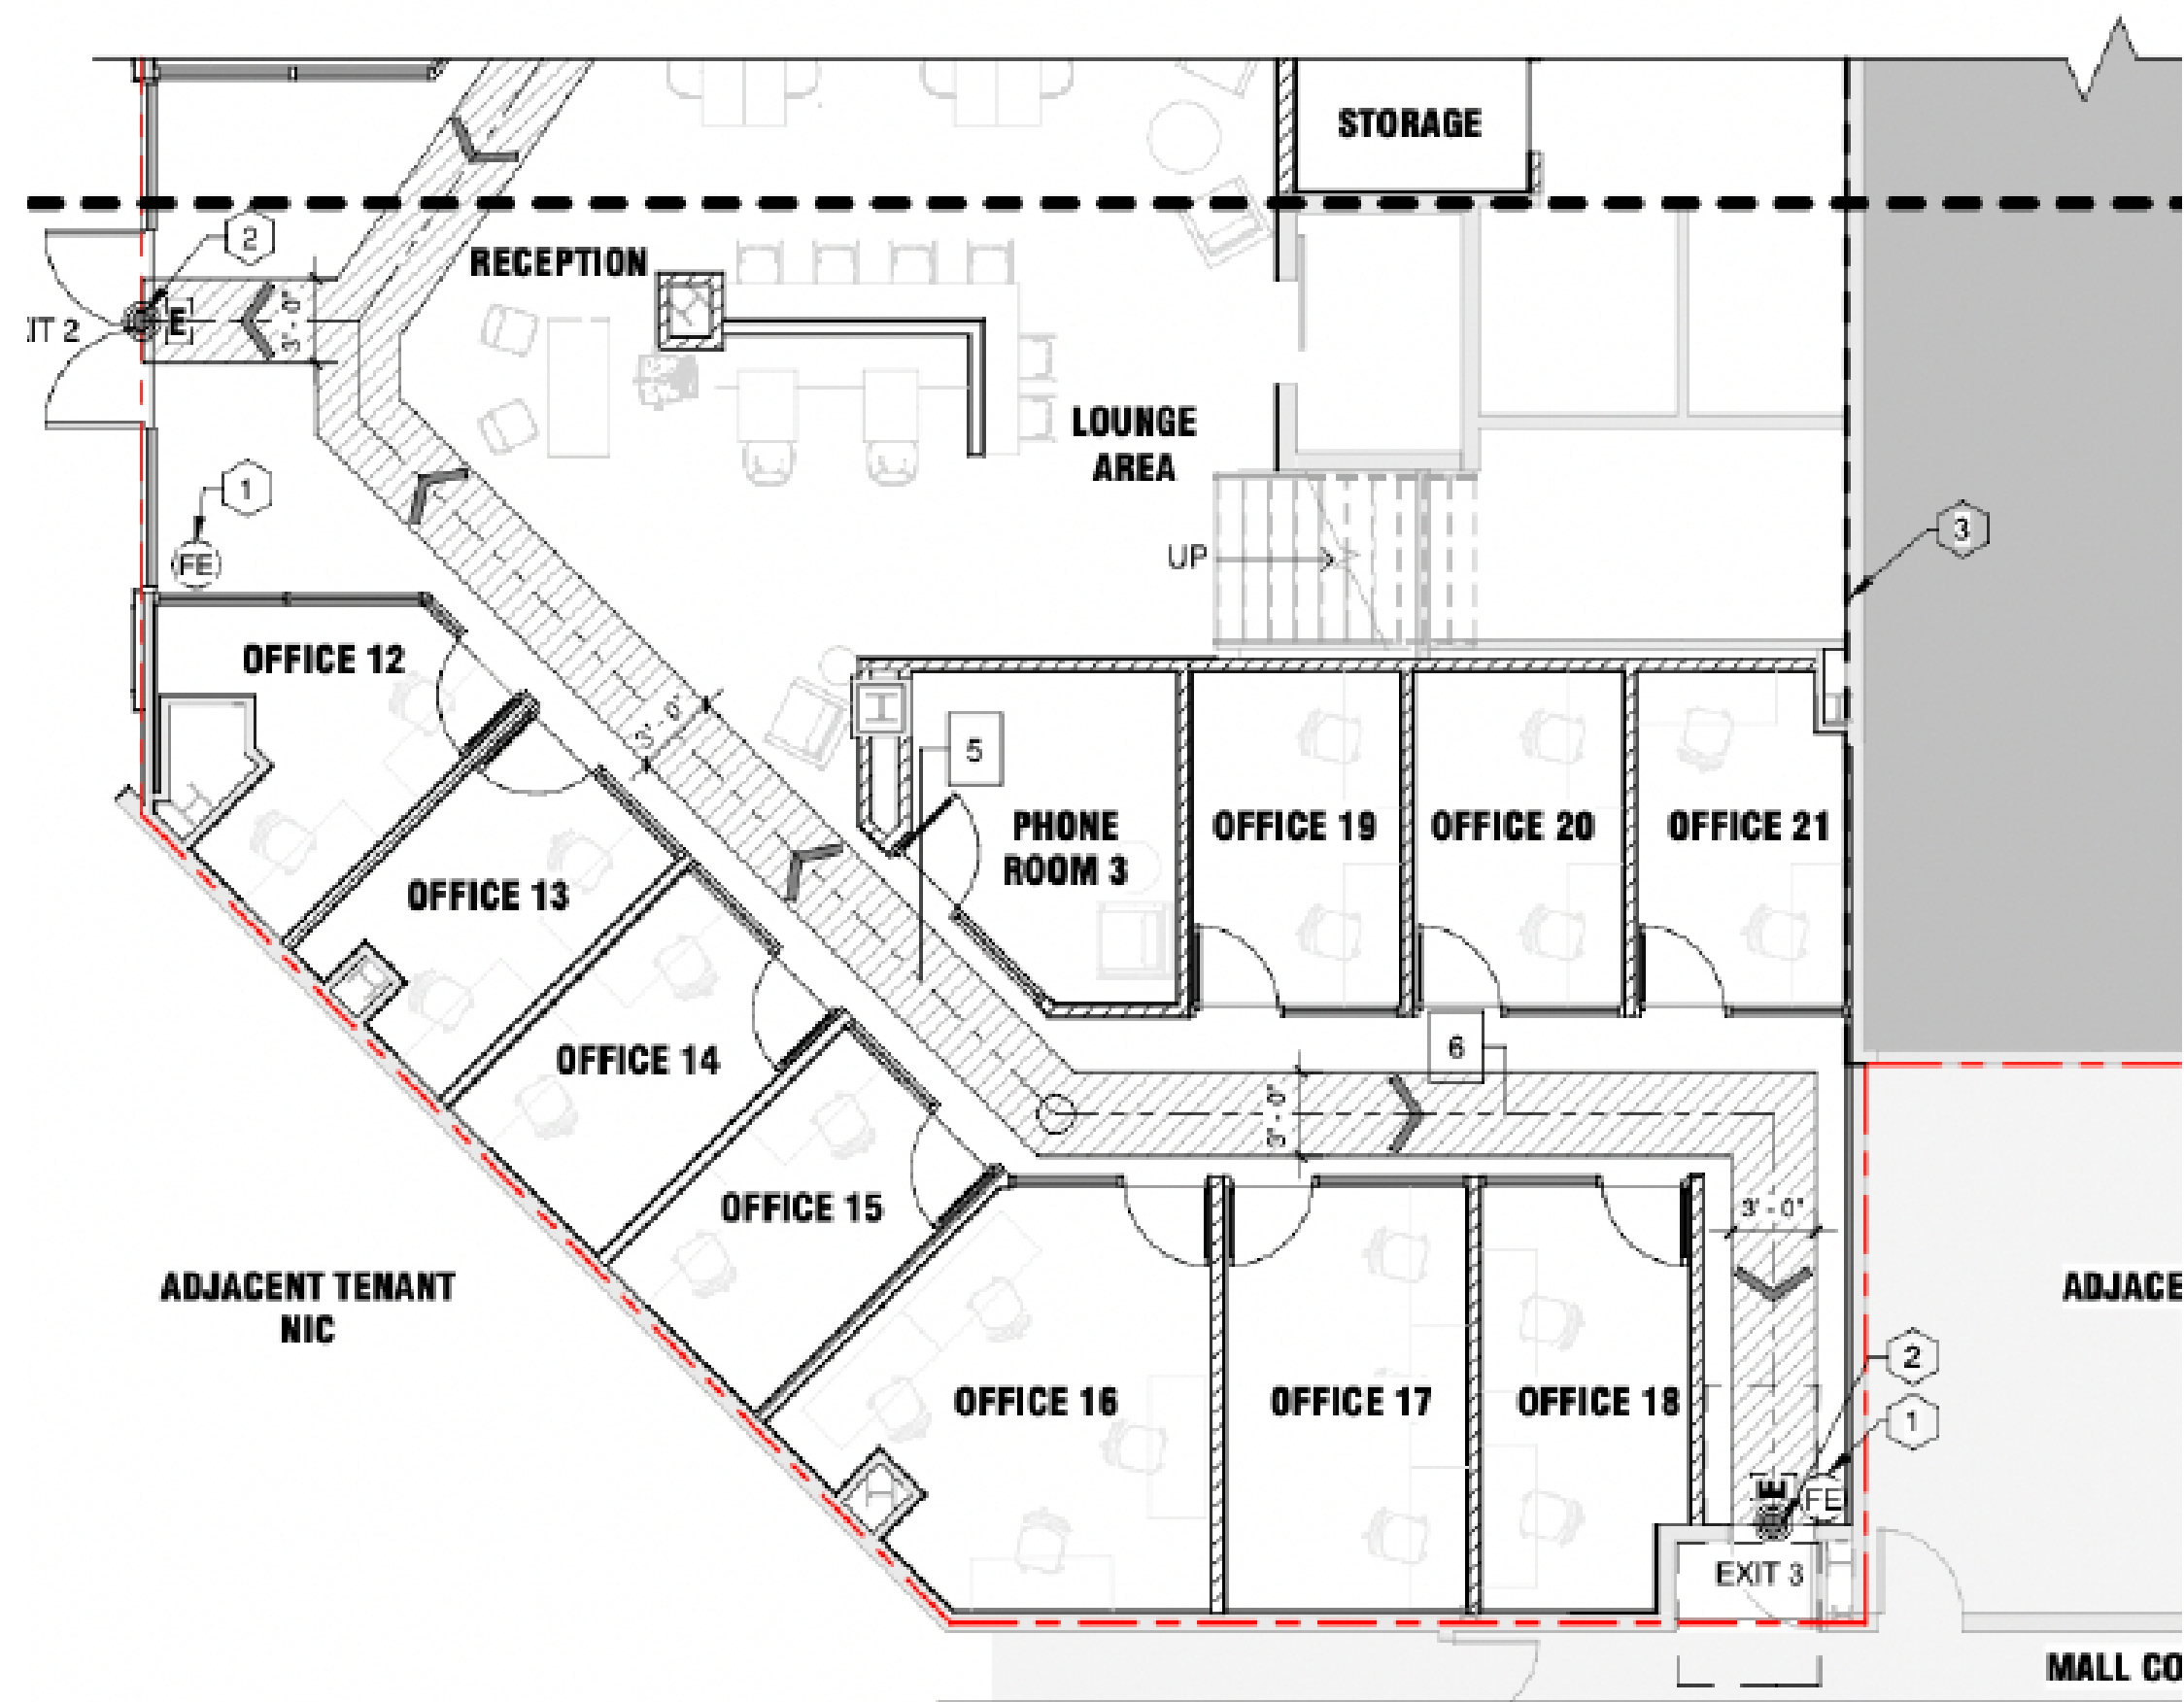 STORAGE
2
RECEPTION
E
IT 2
3'-0"
LOUNGE
AREA
1
FE
3
UP
OFFICE 12
3'-0"
5
PHONE
ROOM 3
OFFICE 19
OFFICE 20
OFFICE 21
OFFICE 13
OFFICE 14
6
3'-0"
OFFICE 15
3'-0"
ADJACENT TENANT
NIC
ADJACE
2
OFFICE 16
OFFICE 17
OFFICE 18
1
E
FE
EXIT 3
MALL CO